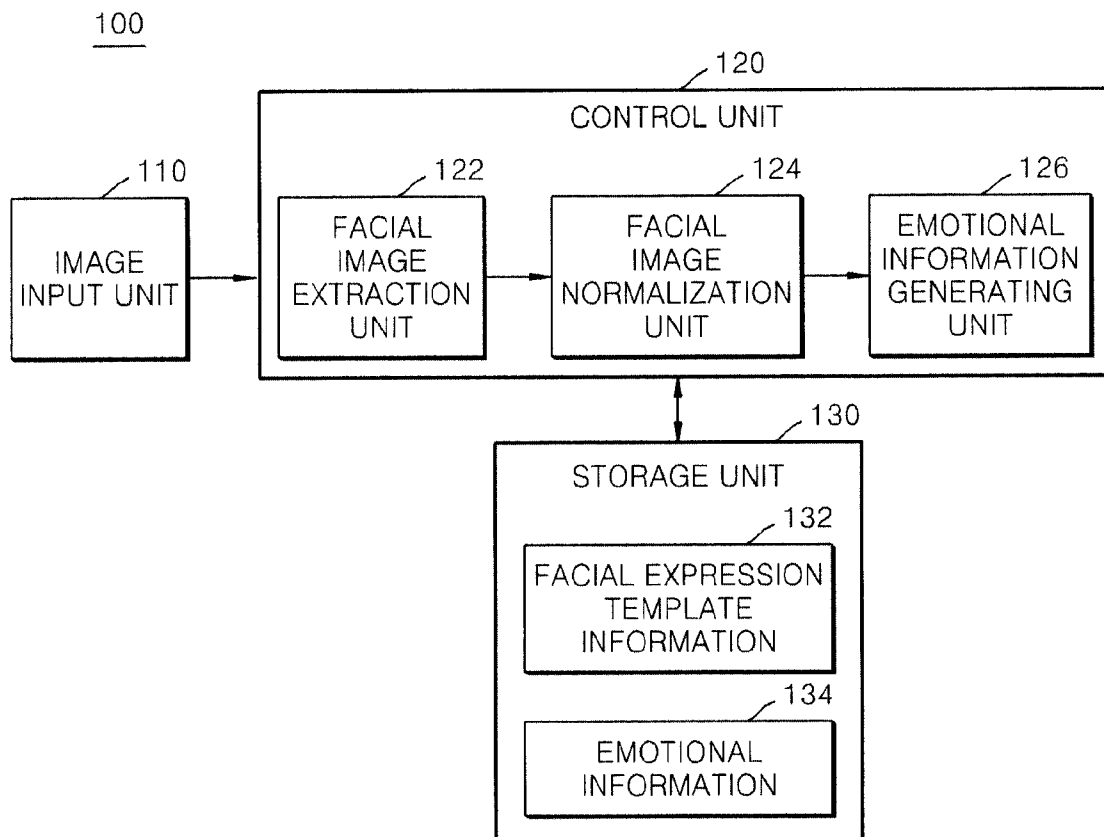 100
120
CONTROL UNIT
110
IMAGE
INPUT UNIT
122
FACIAL
IMAGE
EXTRACTION
UNIT
124
FACIAL
IMAGE
NORMALIZATION
UNIT
126
EMOTIONAL
INFORMATION
GENERATING
UNIT
130
STORAGE UNIT
132
FACIAL EXPRESSION
TEMPLATE
INFORMATION
134
EMOTIONAL
INFORMATION